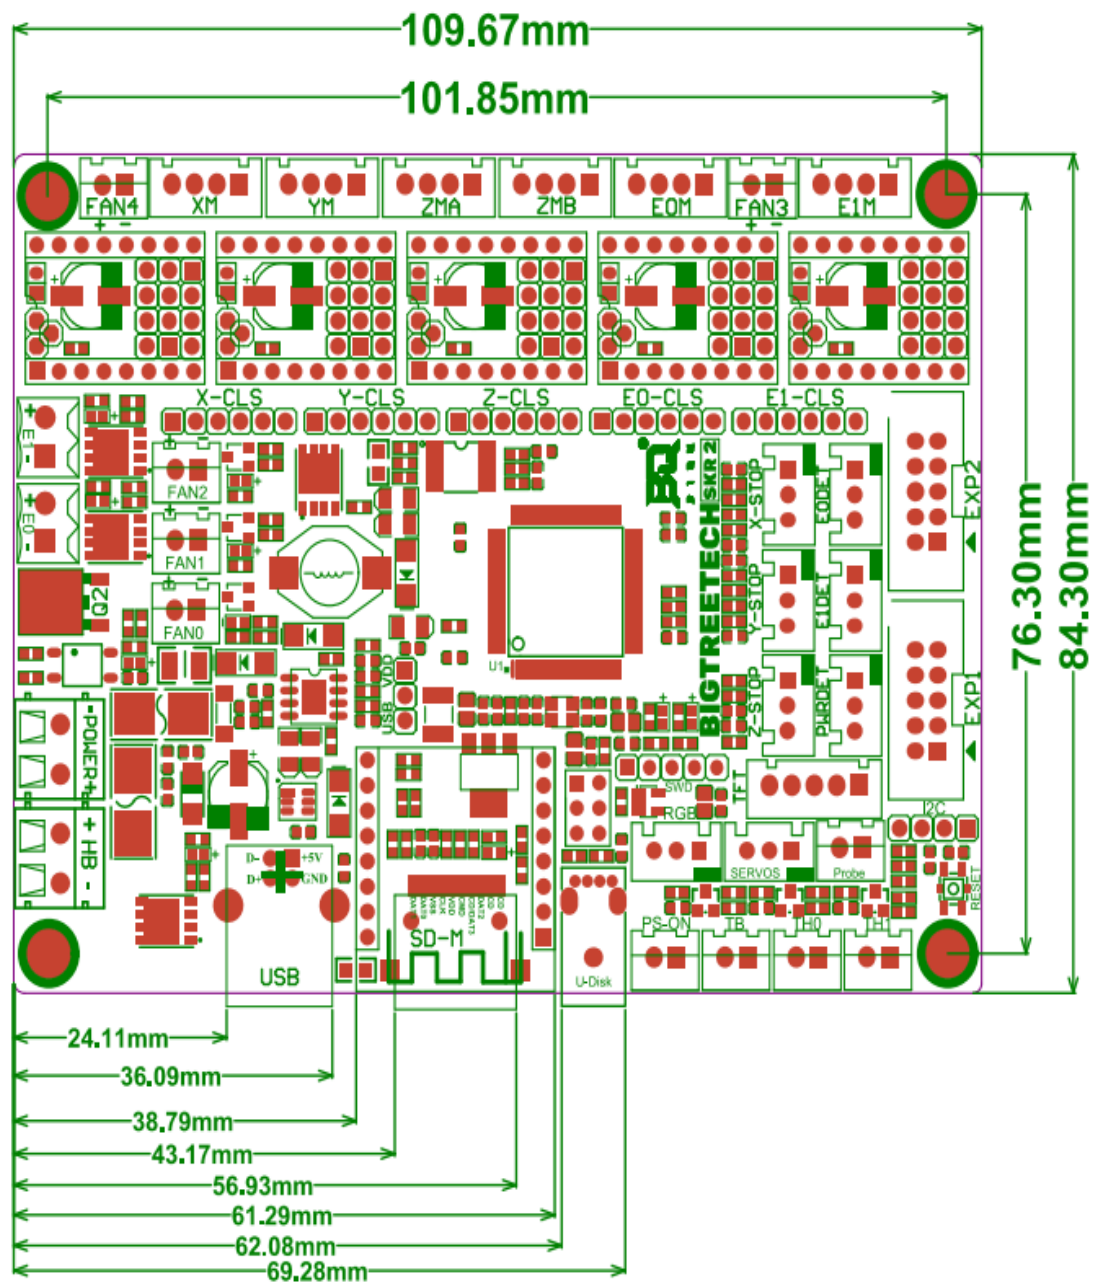 109.67mm
101.85mm
FAN4
XM
YM
ZMA
ZMB
E0M
FAN3
E1M
+ -
+ -
+
+
+
+
+
X-CLS
Y-CLS
Z-CLS
E0-CLS
E1-CLS
+ E1 -
+ E0 -
+ -
FAN2
+ -
FAN1
+ -
FAN0
Q2
U1
USB
VDD
BIGTREETECH
SKR 2
X-STOP
Y-STOP
Z-STOP
E0DET
E1DET
PWRDET
EXP2
EXP1
76.30mm
84.30mm
-POWER+
+ HB -
TFT
SWD
RGB
I2C
SERVOS
Probe
RESET
D-
+5V
D+
GND
USB
SD-M
U-Disk
PS-ON
TB
TH0
TH1
24.11mm
36.09mm
38.79mm
43.17mm
56.93mm
61.29mm
62.08mm
69.28mm